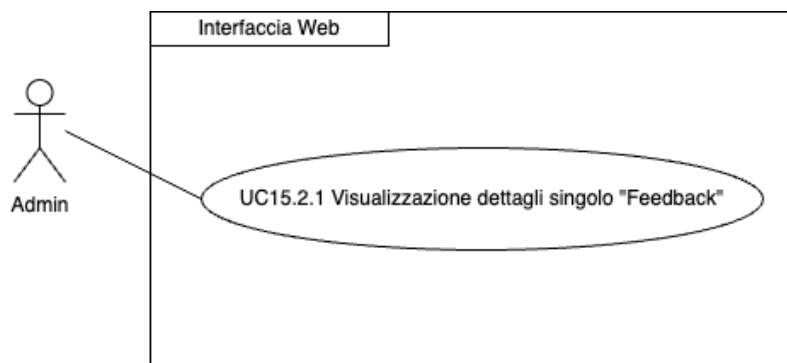 Interfaccia Web
Admin
UC15.2.1 Visualizzazione dettagli singolo "Feedback"